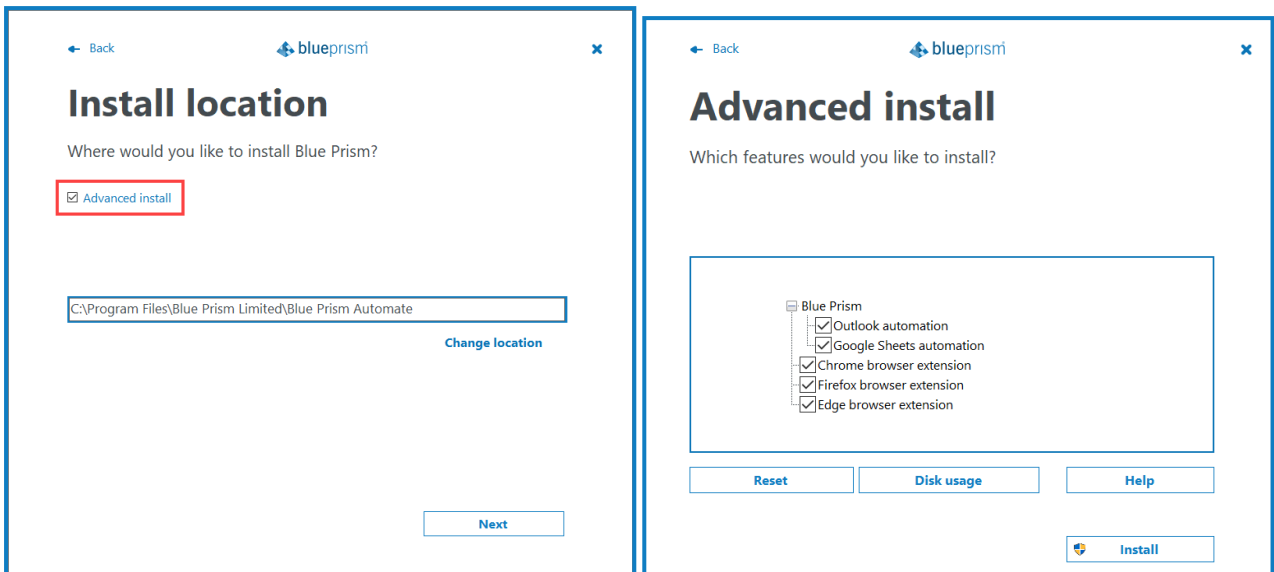 Back
blueprism
Install location
Where would you like to install Blue Prism?
Advanced install
C:\Program Files\Blue Prism Limited\Blue Prism Automate
Change location
Next
Back
blueprism
Advanced install
Which features would you like to install?
Blue Prism
Outlook automation
Google Sheets automation
Chrome browser extension
Firefox browser extension
Edge browser extension
Reset
Disk usage
Help
Install